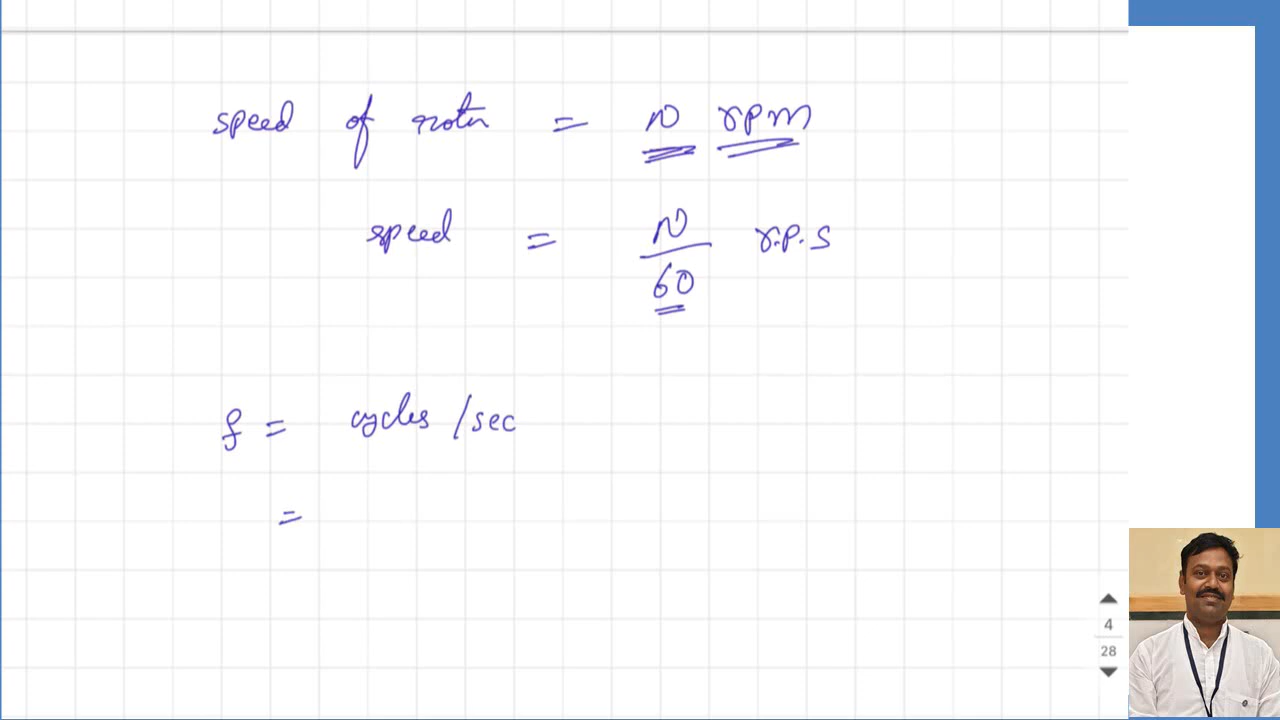 speed of rotor = N rpm
speed = N/60 r.p.s
f = cycles /sec
=
4
28